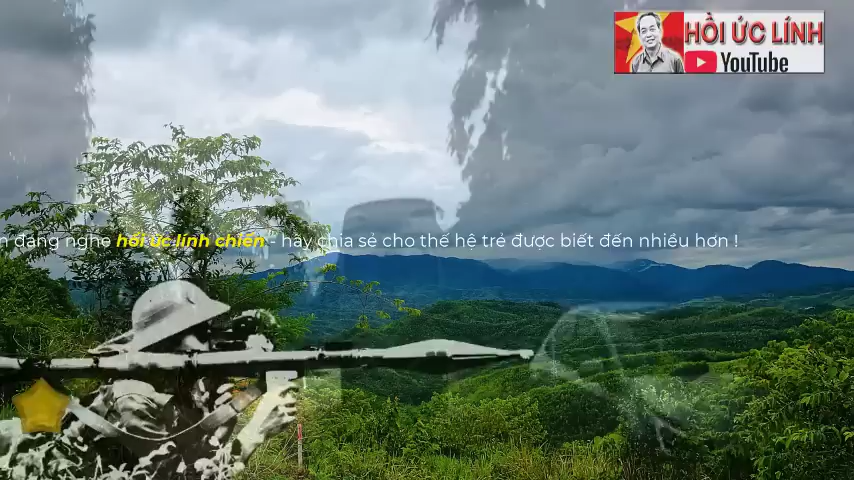 HỒI ỨC LÍNH
YouTube
đang nghe hồi ức lính chiến - hãy chia sẻ cho thế hệ trẻ được biết đến nhiều hơn !